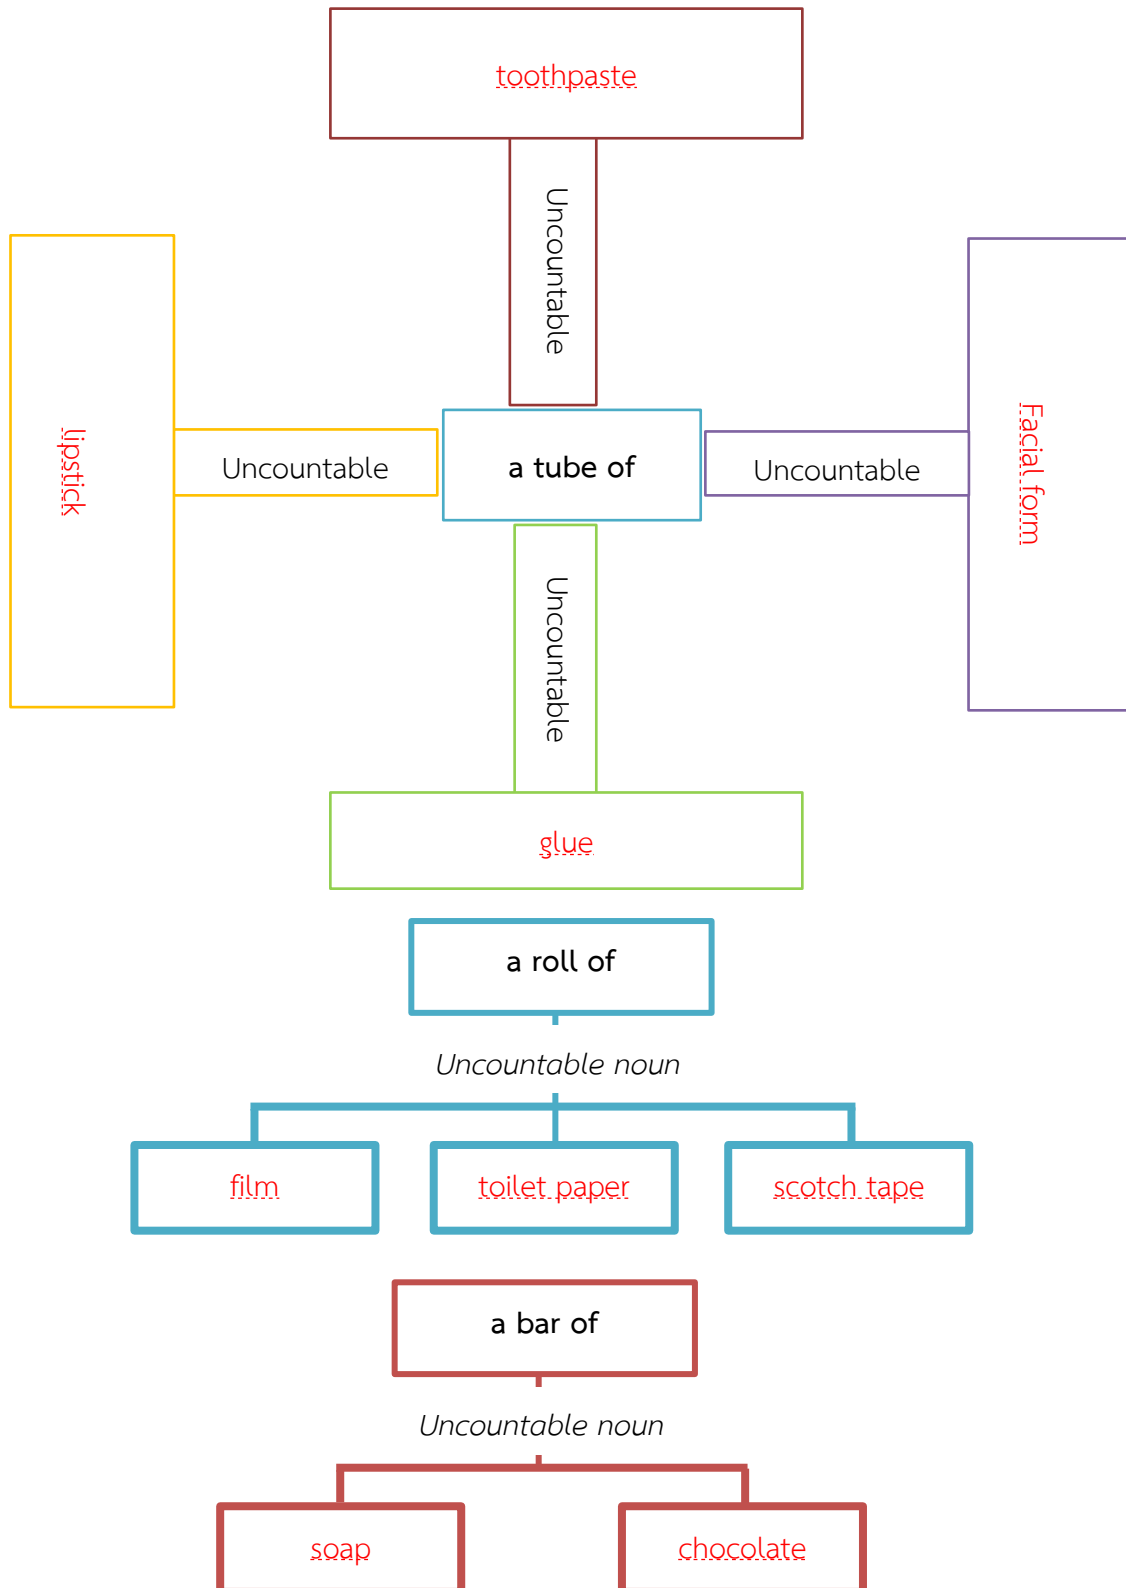 toothpaste
Uncountable
lipstick
Uncountable
a tube of
Uncountable
Facial form
Uncountable
glue
a roll of
Uncountable noun
film
toilet paper
scotch tape
a bar of
Uncountable noun
soap
chocolate